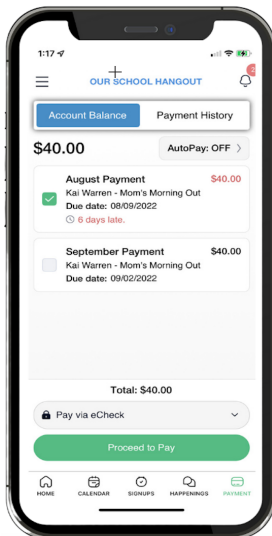 1:17
OUR SCHOOL HANGOUT
Account Balance Payment History
$40.00 AutoPay: OFF
August Payment $40.00
Kai Warren - Mom's Morning Out
Due date: 08/09/2022
6 days late.
September Payment $40.00
Kai Warren - Mom's Morning Out
Due date: 09/02/2022
Total: $40.00
Pay via eCheck
Proceed to Pay
HOME CALENDAR SIGNUPS HAPPENINGS PAYMENT